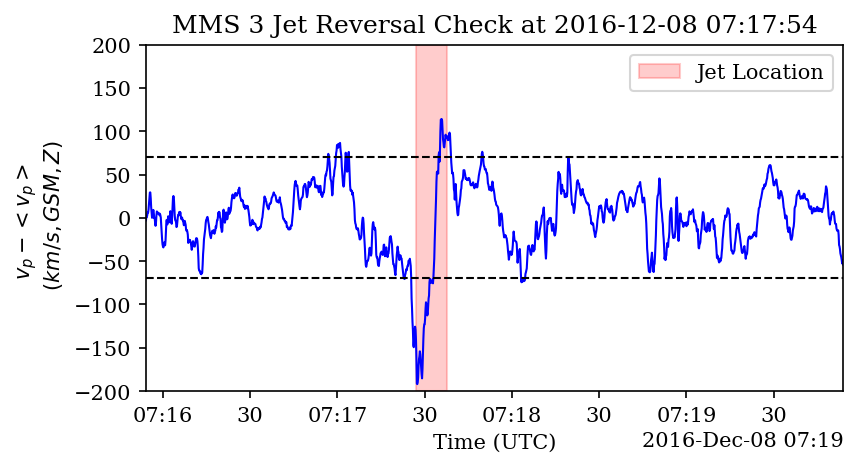 MMS 3 Jet Reversal Check at 2016-12-08 07:17:54
200
150
100
50
0
−50
−100
−150
−200
v_p − < v_p >
(km/s, GSM, Z)
Jet Location
07:16 30 07:17 30 07:18 30 07:19 30
Time (UTC)
2016-Dec-08 07:19